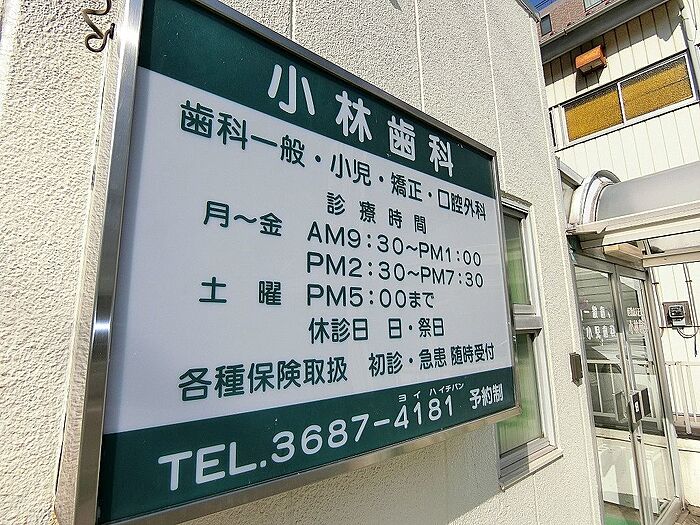 小林歯科
歯科一般・小児・矯正・口腔外科
診療時間
月〜金 AM9:30〜PM1:00
PM2:30〜PM7:30
土曜 PM5:00まで
休診日 日・祭日
各種保険取扱 初診・急患 随時受付
ヨイ ハイチバン
TEL.3687-4181 予約制